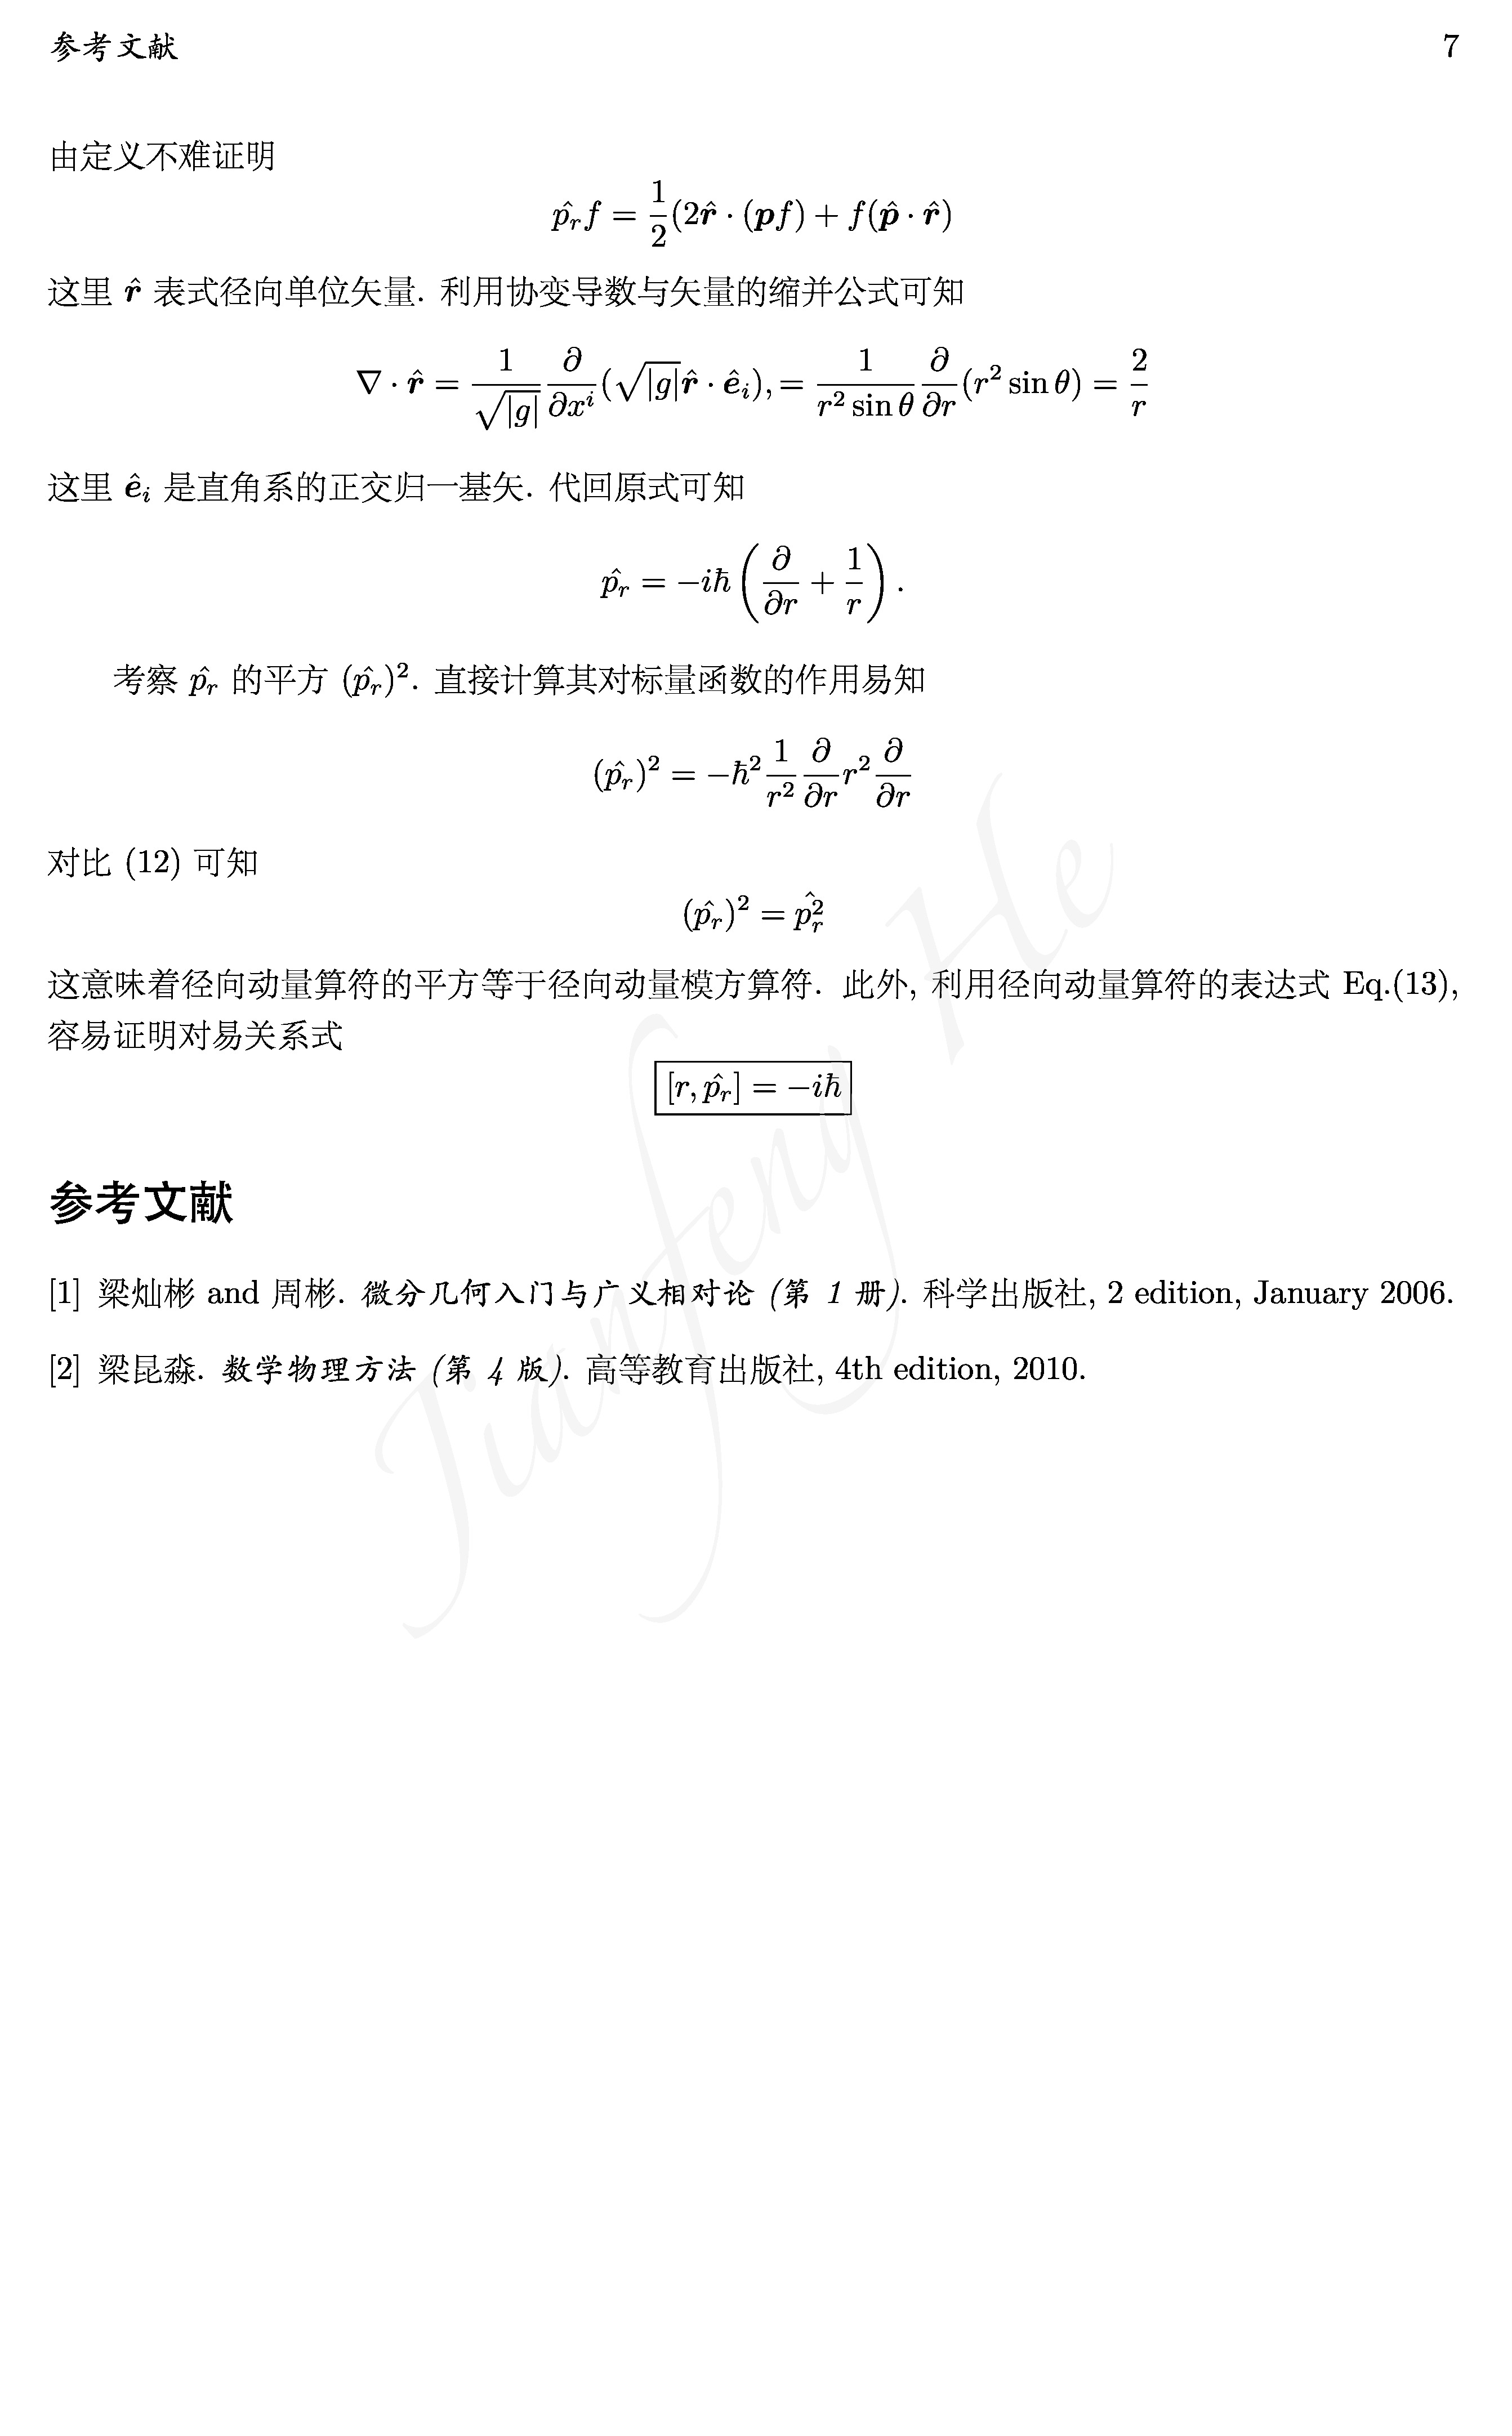 参考文献 7
由定义不难证明
$$\hat{p_r} f = \frac{1}{2}(2\hat{\boldsymbol{r}} \cdot (\boldsymbol{p}f) + f(\hat{\boldsymbol{p}} \cdot \hat{\boldsymbol{r}})$$
这里 $\hat{\boldsymbol{r}}$ 表式径向单位矢量. 利用协变导数与矢量的缩并公式可知
$$\nabla \cdot \hat{\boldsymbol{r}} = \frac{1}{\sqrt{|g|}} \frac{\partial}{\partial x^i}(\sqrt{|g|}\hat{\boldsymbol{r}} \cdot \hat{\boldsymbol{e}}_i), = \frac{1}{r^2 \sin\theta} \frac{\partial}{\partial r}(r^2 \sin\theta) = \frac{2}{r}$$
这里 $\hat{\boldsymbol{e}}_i$ 是直角系的正交归一基矢. 代回原式可知
$$\hat{p_r} = -i\hbar \left( \frac{\partial}{\partial r} + \frac{1}{r} \right).$$
考察 $\hat{p_r}$ 的平方 $(\hat{p_r})^2$. 直接计算其对标量函数的作用易知
$$(\hat{p_r})^2 = -\hbar^2 \frac{1}{r^2} \frac{\partial}{\partial r} r^2 \frac{\partial}{\partial r}$$
对比 (12) 可知
$$(\hat{p_r})^2 = \hat{p_r^2}$$
这意味着径向动量算符的平方等于径向动量模方算符. 此外, 利用径向动量算符的表达式 Eq.(13),
容易证明对易关系式
$$\boxed{[r, \hat{p_r}] = -i\hbar}$$
参考文献
[1] 梁灿彬 and 周彬. 微分几何入门与广义相对论 (第 1 册). 科学出版社, 2 edition, January 2006.
[2] 梁昆淼. 数学物理方法 (第 4 版). 高等教育出版社, 4th edition, 2010.
Jianfeng He